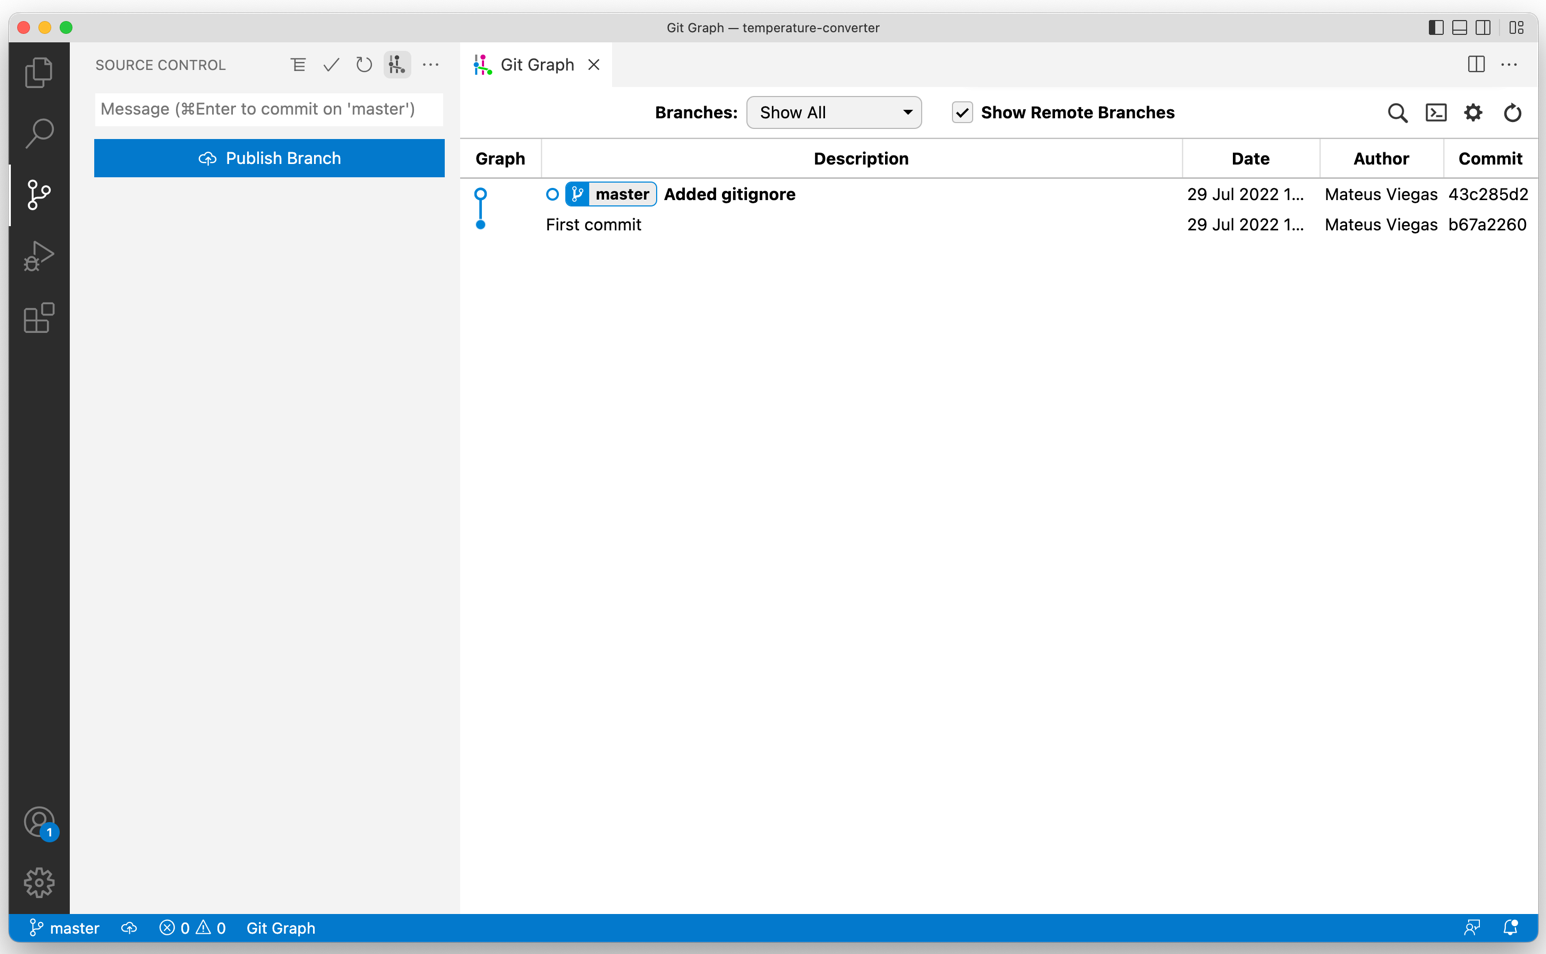 Git Graph — temperature-converter
SOURCE CONTROL
Git Graph
Message (⌘Enter to commit on 'master')
Publish Branch
Branches: Show All Show Remote Branches
Graph Description Date Author Commit
master Added gitignore 29 Jul 2022 1... Mateus Viegas 43c285d2
First commit 29 Jul 2022 1... Mateus Viegas b67a2260
1
master 0 0 Git Graph